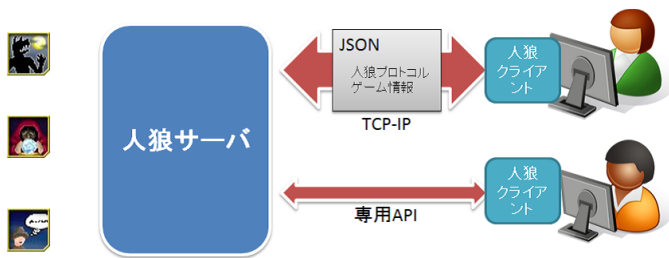 JSON
人狼プロトコル
ゲーム情報
TCP-IP
人狼
クライア
ント
人狼サーバ
人狼
クライア
ント
専用API